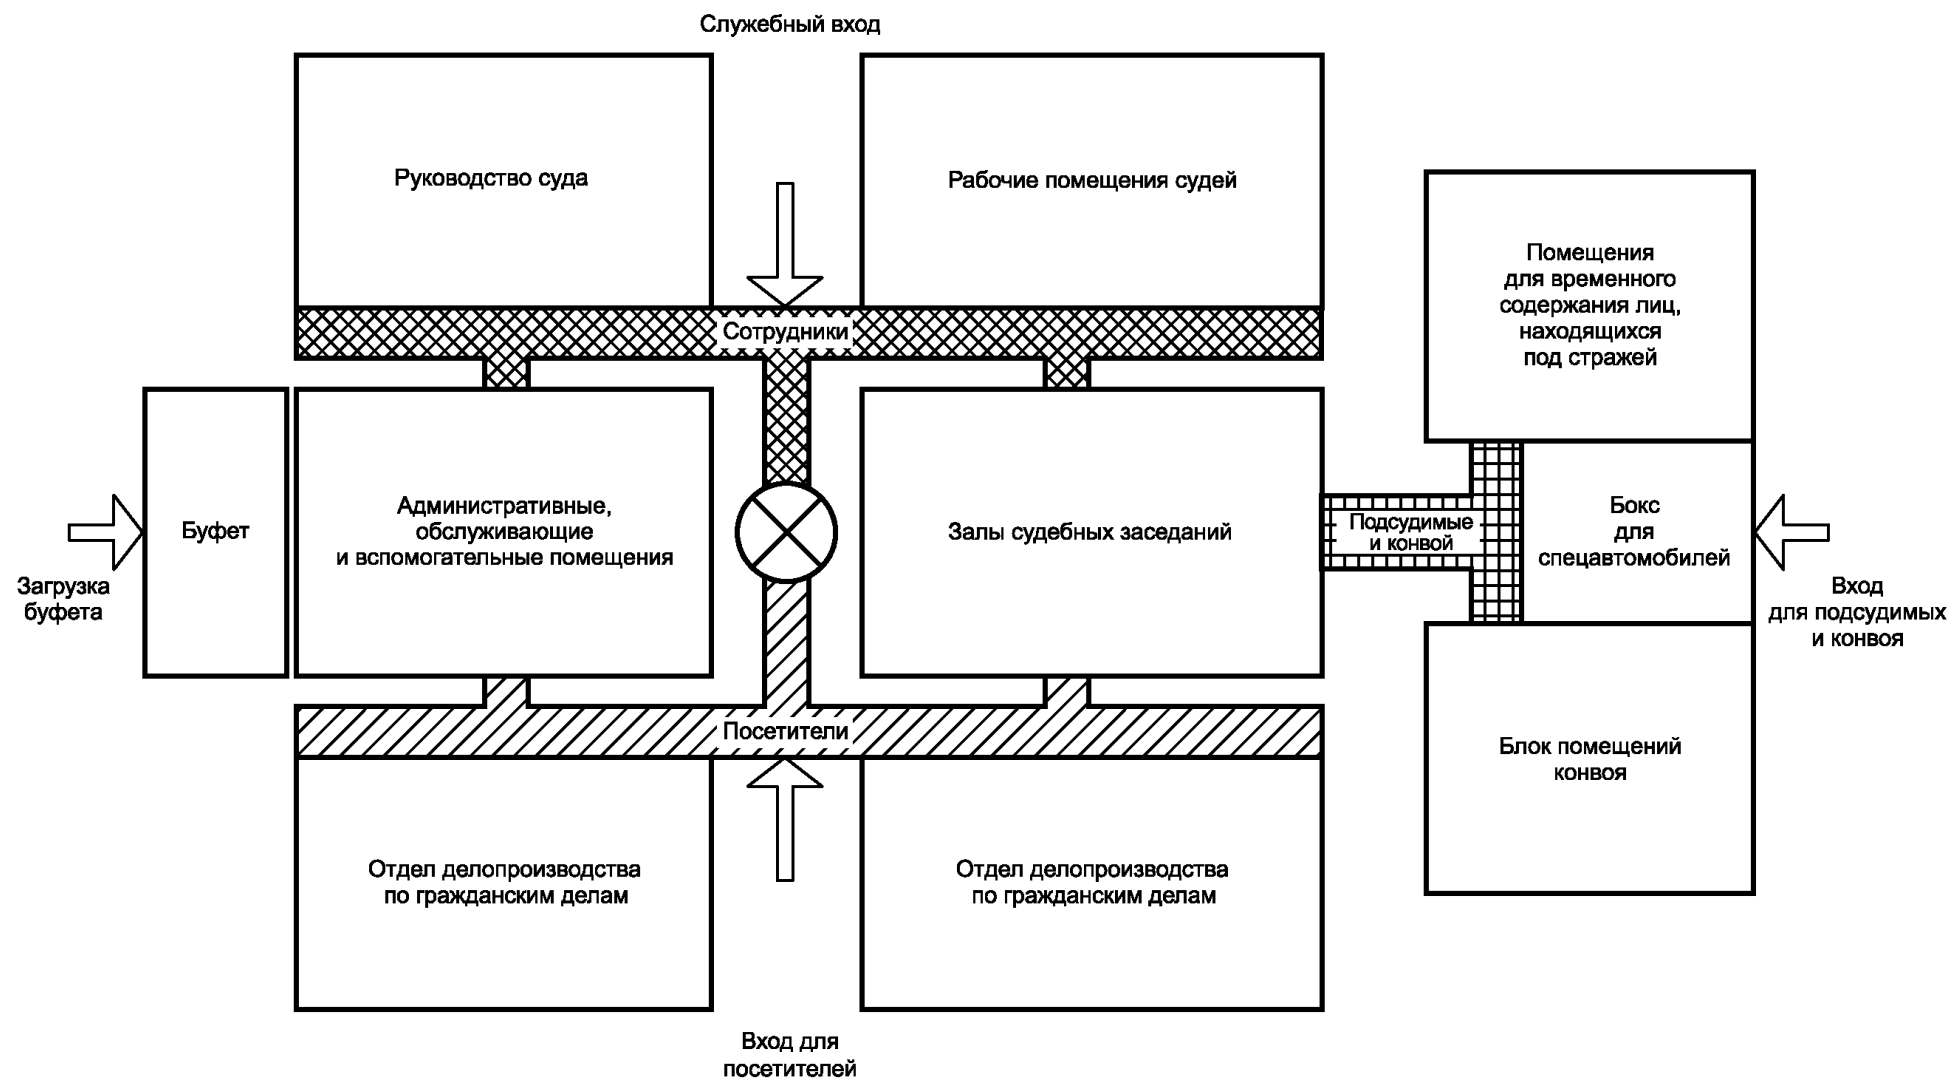 Служебный вход
Руководство суда
Рабочие помещения судей
Помещения
для временного
содержания лиц,
находящихся
под стражей
Сотрудники
Буфет
Административные,
обслуживающие
и вспомогательные помещения
Залы судебных заседаний
Подсудимые
и конвой
Бокс
для
спецавтомобилей
Загрузка
буфета
Вход
для подсудимых
и конвоя
Посетители
Блок помещений
конвоя
Отдел делопроизводства
по гражданским делам
Отдел делопроизводства
по гражданским делам
Вход для
посетителей